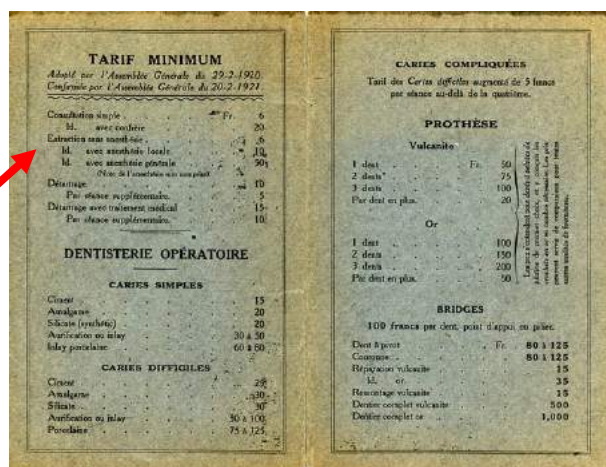 TARIF MINIMUM
Adopté par l'Assemblée Générale du 29-2-1920.
Confirmée par l'Assemblée Générale du 20-2-1921.
Consultation simple . Fr. 6
Id. avec confrère 20
Extraction sans anesthésie . 6
Id. avec anesthésie locale . 10
Id. avec anesthésie générale . 50
(Note de l'anesthésiste non comprise)
Détartrage 10
Par séance supplémentaire. 5
Détartrage avec traitement médical 15
Par séance supplémentaire. 10
DENTISTERIE OPÉRATOIRE
CARIES SIMPLES
Ciment 15
Amalgame 20
Silicate (synthétic) 20
Aurification ou inlay 30 à 50
Inlay porcelaine 60 à 80
CARIES DIFFICILES
Ciment 25
Amalgame 30
Silicate 30
Aurification ou inlay 50 à 100
Porcelaine 75 à 125
CARIES COMPLIQUÉES
Tarif des Caries difficiles augmenté de 5 francs
par séance au-delà de la quatrième.
PROTHÈSE
Vulcanite
1 dent Fr. 50
2 dents 75
3 dents 100
Par dent en plus. 20
Or
1 dent 100
2 dents 150
3 dents 200
Par dent en plus. 50
BRIDGES
100 francs par dent, point d'appui ou pilier.
Dent à pivot Fr. 80 à 125
Couronne 80 à 125
Réparation vulcanite 15
Id. or 35
Remontage vulcanite 15
Dentier complet vulcanite 500
Dentier complet or 1,000